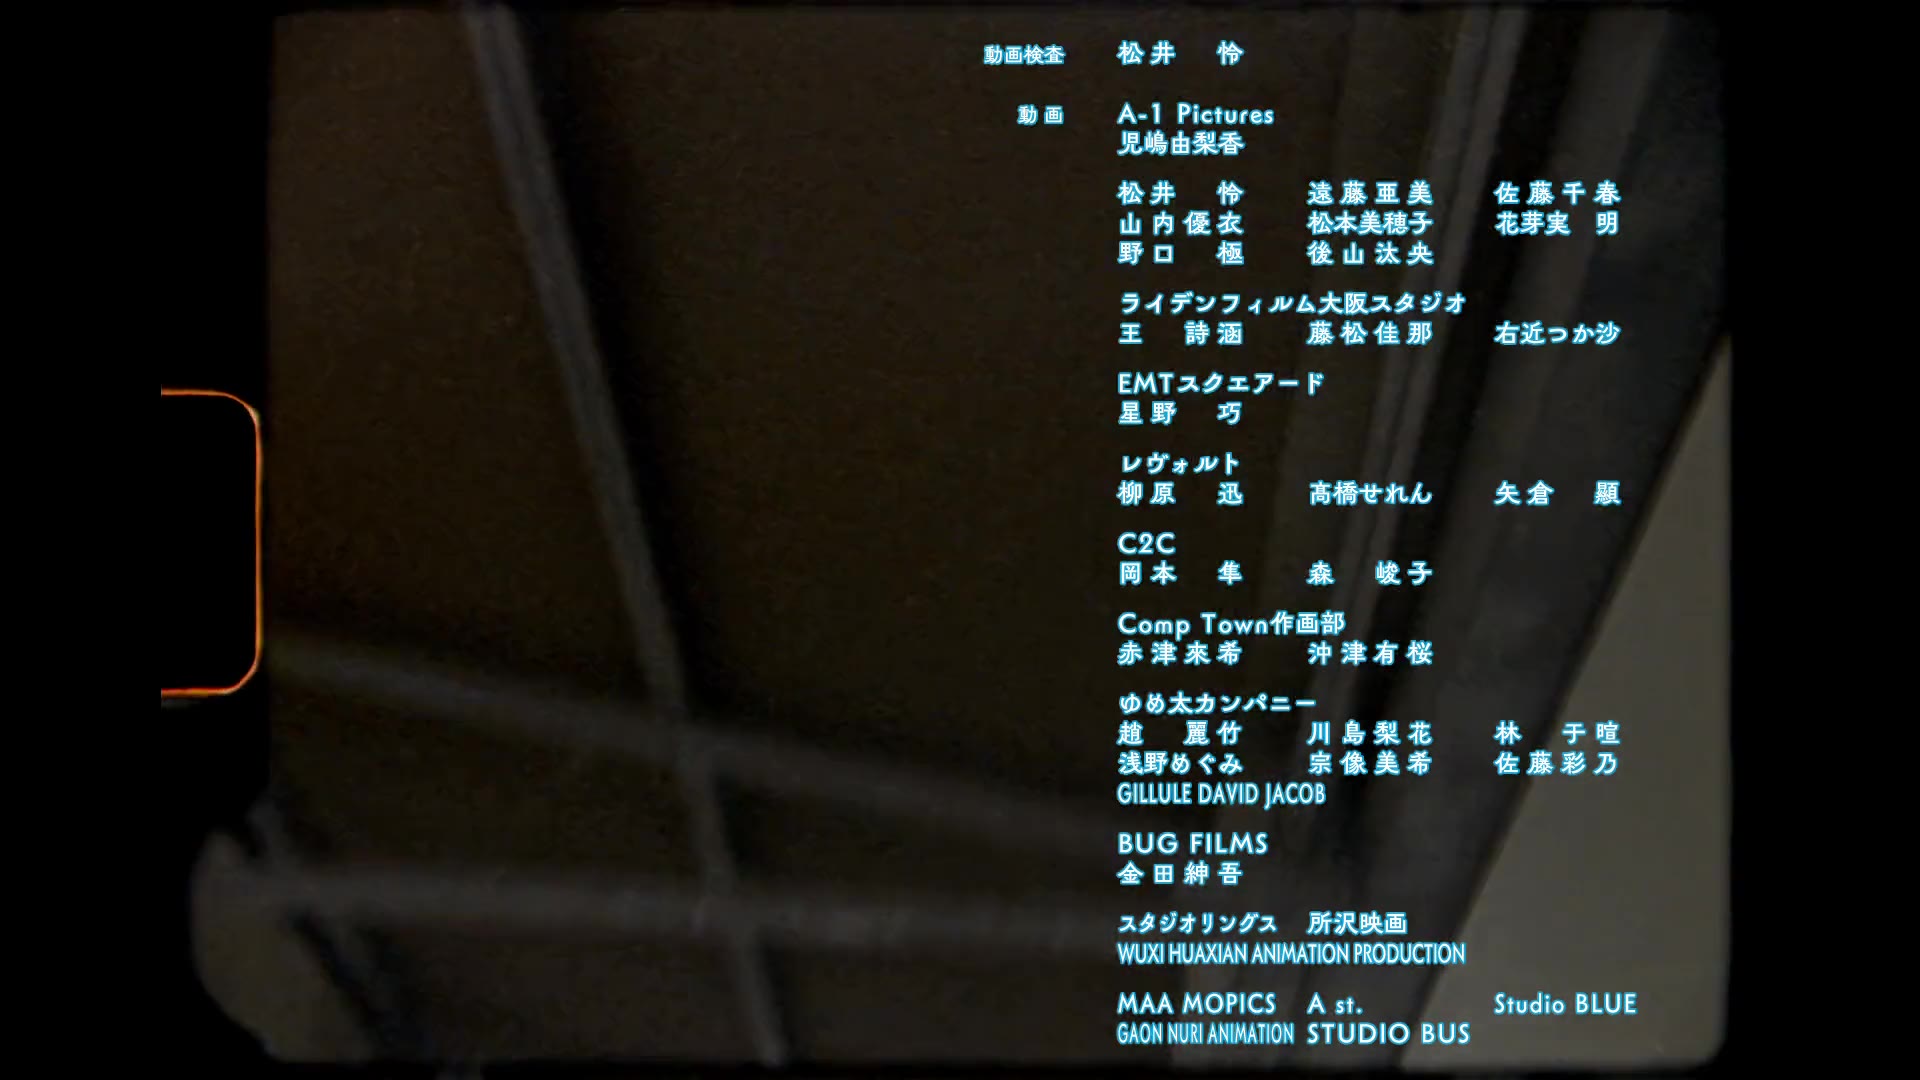 動画検査 松井 怜
動画 A-1 Pictures
児嶋由梨香
松井 怜 遠藤亜美 佐藤千春
山内優衣 松本美穂子 花芽実 明
野口 極 後山汰央
ライデンフィルム大阪スタジオ
王 詩涵 藤松佳那 右近つか沙
EMTスクエアード
星野 巧
レヴォルト
柳原 迅 髙橋せれん 矢倉 顕
C2C
岡本 隼 森 峻子
Comp Town作画部
赤津來希 沖津有桜
ゆめ太カンパニー
趙 麗竹 川島梨花 林 于暄
浅野めぐみ 宗像美希 佐藤彩乃
GILLULE DAVID JACOB
BUG FILMS
金田紳吾
スタジオリングス 所沢映画
WUXI HUAXIAN ANIMATION PRODUCTION
MAA MOPICS A st. Studio BLUE
GAON NURI ANIMATION STUDIO BUS